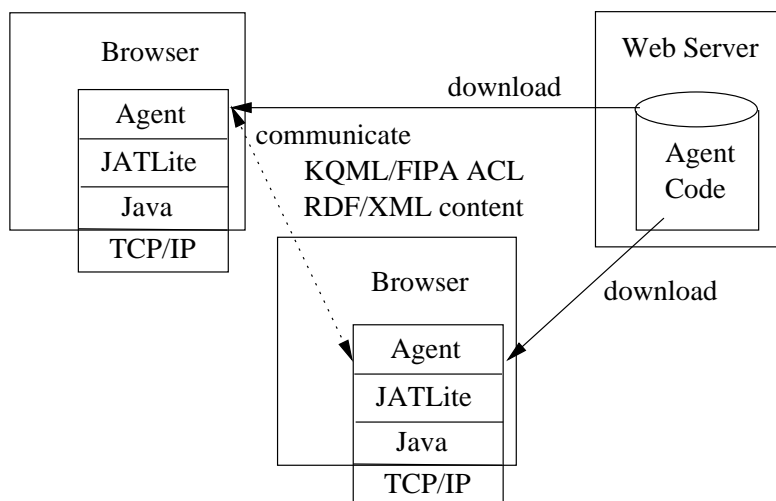 Browser
Agent
JATLite
Java
TCP/IP
download
communicate
KQML/FIPA ACL
RDF/XML content
Web Server
Agent
Code
download
Browser
Agent
JATLite
Java
TCP/IP